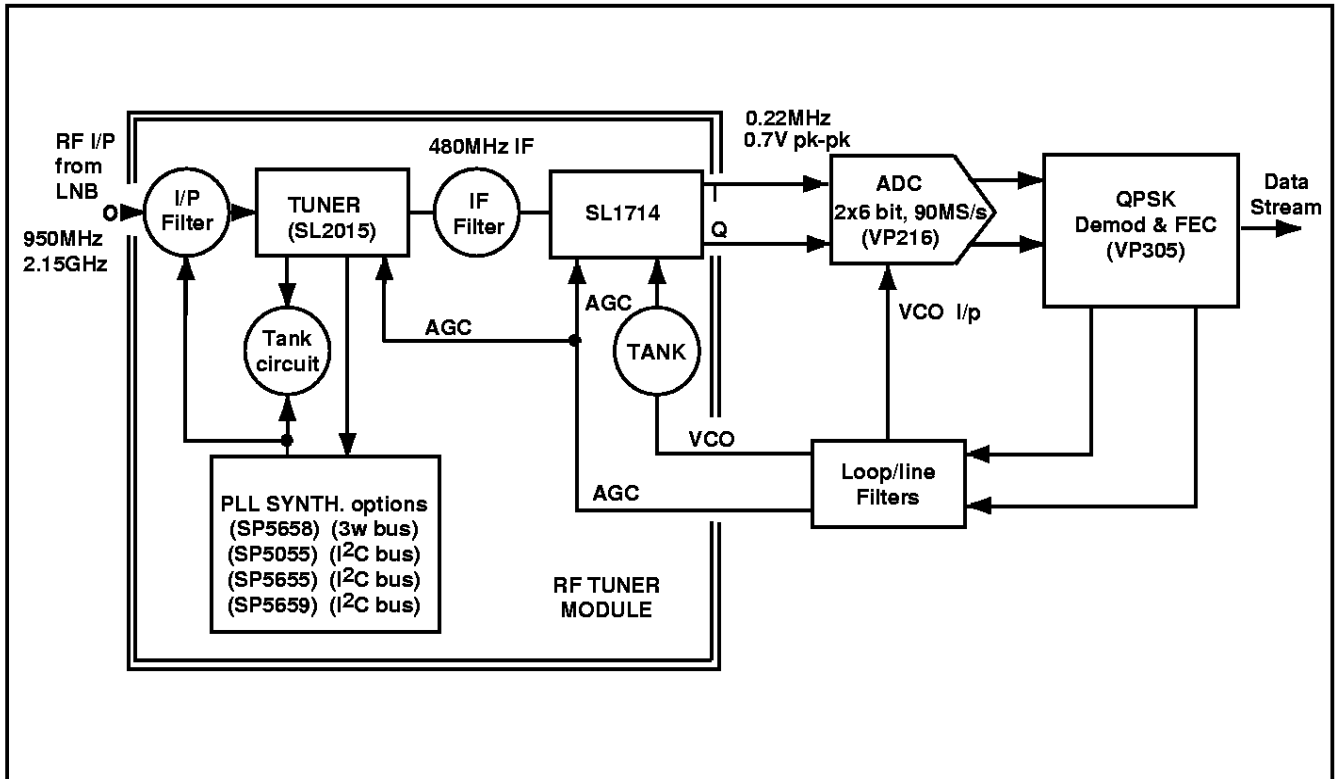 RF I/P
from
LNB
950MHz
2.15GHz
I/P
Filter
TUNER
(SL2015)
480MHz IF
IF
Filter
SL1714
I
Q
0.22MHz
0.7V pk-pk
ADC
2x6 bit, 90MS/s
(VP216)
QPSK
Demod & FEC
(VP305)
Data
Stream
Tank
circuit
AGC
AGC
TANK
VCO I/p
VCO
AGC
Loop/line
Filters
PLL SYNTH. options
(SP5658) (3w bus)
(SP5055) (I2C bus)
(SP5655) (I2C bus)
(SP5659) (I2C bus)
RF TUNER
MODULE